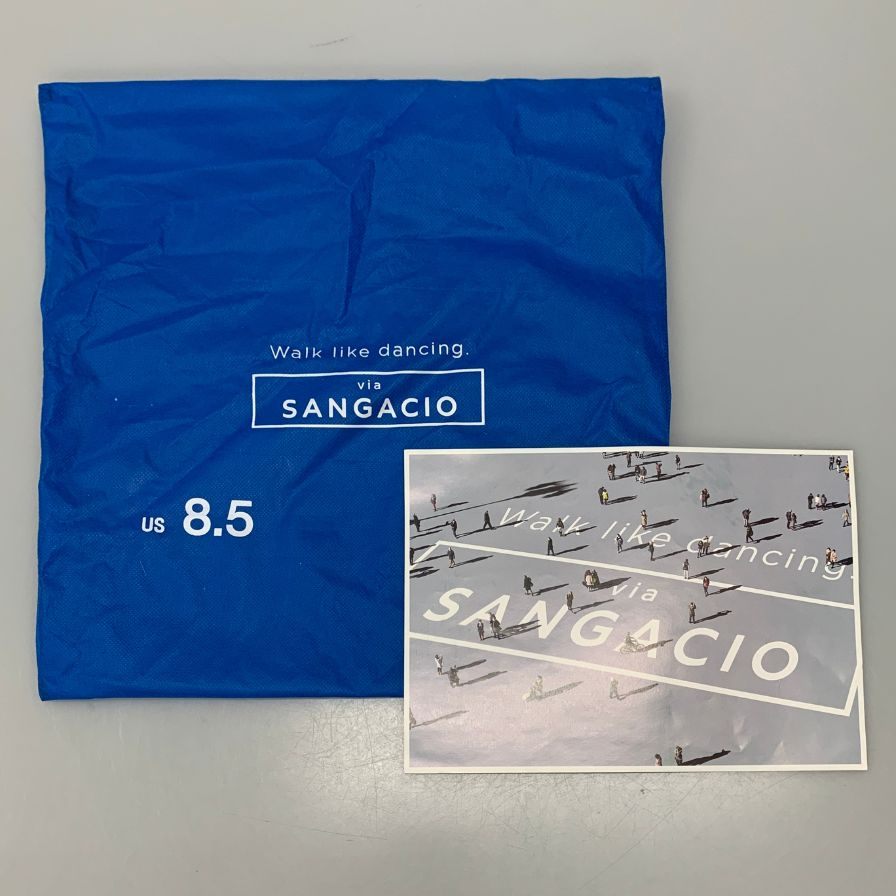 Walk like dancing.
via
SANGACIO
US 8.5
Walk like dancing.
via
SANGACIO